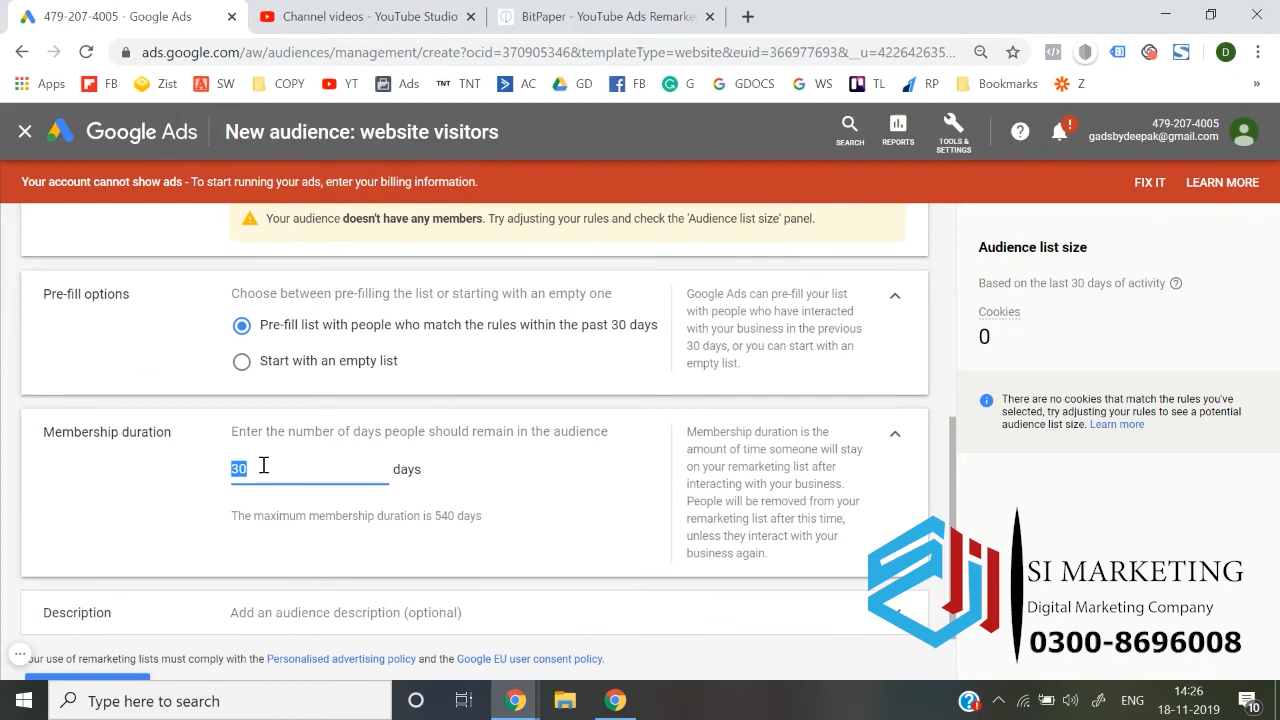 479-207-4005 - Google Ads
Channel videos - YouTube Studio
BitPaper - YouTube Ads Remarke
ads.google.com/aw/audiences/management/create?ocid=370905346&templateType=website&euid=366977693&__u=422642635...
D
Apps FB Zist SW COPY YT Ads TNT TNT AC GD FB G GDOCS WS TL RP Bookmarks Z »
Google Ads
New audience: website visitors
SEARCH
REPORTS
TOOLS & SETTINGS
479-207-4005
gadsbydeepak@gmail.com
Your account cannot show ads - To start running your ads, enter your billing information.
FIX IT
LEARN MORE
Your audience doesn't have any members. Try adjusting your rules and check the 'Audience list size' panel.
Pre-fill options
Choose between pre-filling the list or starting with an empty one
Pre-fill list with people who match the rules within the past 30 days
Start with an empty list
Google Ads can pre-fill your list
with people who have interacted
with your business in the previous
30 days, or you can start with an
empty list.
Membership duration
Enter the number of days people should remain in the audience
30 days
The maximum membership duration is 540 days
Membership duration is the
amount of time someone will stay
on your remarketing list after
interacting with your business.
People will be removed from your
remarketing list after this time,
unless they interact with your
business again.
Description
Add an audience description (optional)
our use of remarketing lists must comply with the Personalised advertising policy and the Google EU user consent policy.
Audience list size
Based on the last 30 days of activity
Cookies
0
There are no cookies that match the rules you've
selected, try adjusting your rules to see a potential
audience list size. Learn more
SI MARKETING
Digital Marketing Company
0300-8696008
Type here to search
ENG
14:26
18-11-2019
10